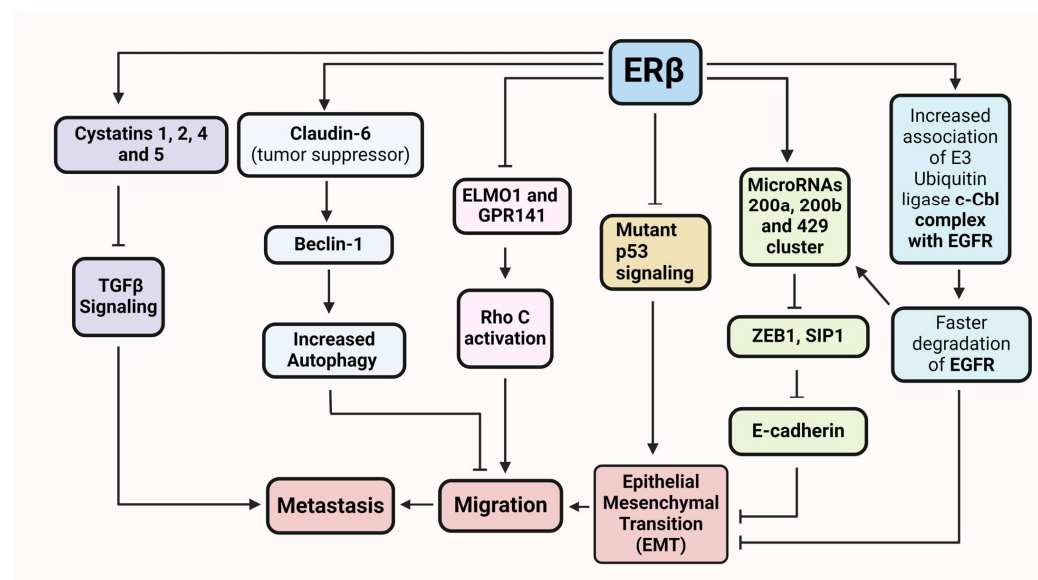 ERβ
Cystatins 1, 2, 4
and 5
TGFβ
Signaling
Claudin-6
(tumor suppressor)
Beclin-1
Increased
Autophagy
ELMO1 and
GPR141
Rho C
activation
Mutant
p53
signaling
MicroRNAs
200a, 200b
and 429
cluster
ZEB1, SIP1
E-cadherin
Increased
association
of E3
Ubiquitin
ligase c-Cbl
complex
with EGFR
Faster
degradation
of EGFR
Metastasis
Migration
Epithelial
Mesenchymal
Transition
(EMT)